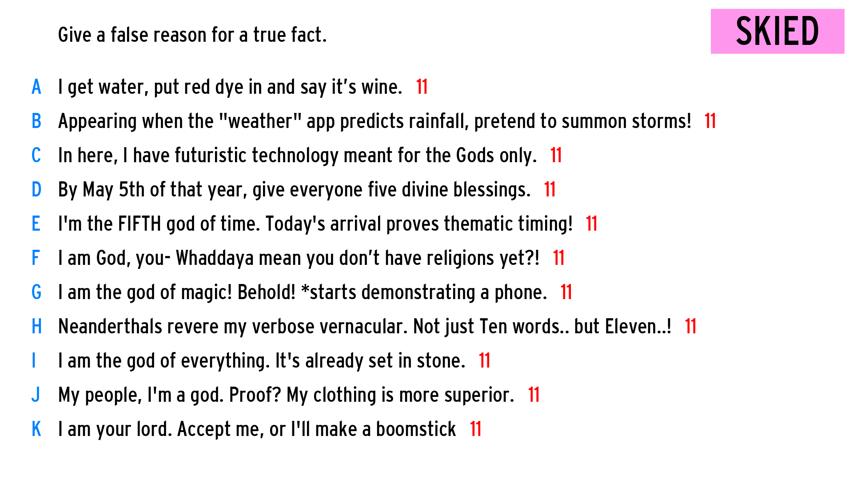 Give a false reason for a true fact.
SKIED
A I get water, put red dye in and say it’s wine. 11
B Appearing when the "weather" app predicts rainfall, pretend to summon storms! 11
C In here, I have futuristic technology meant for the Gods only. 11
D By May 5th of that year, give everyone five divine blessings. 11
E I'm the FIFTH god of time. Today's arrival proves thematic timing! 11
F I am God, you- Whaddaya mean you don’t have religions yet?! 11
G I am the god of magic! Behold! *starts demonstrating a phone. 11
H Neanderthals revere my verbose vernacular. Not just Ten words.. but Eleven..! 11
I I am the god of everything. It's already set in stone. 11
J My people, I'm a god. Proof? My clothing is more superior. 11
K I am your lord. Accept me, or I'll make a boomstick 11